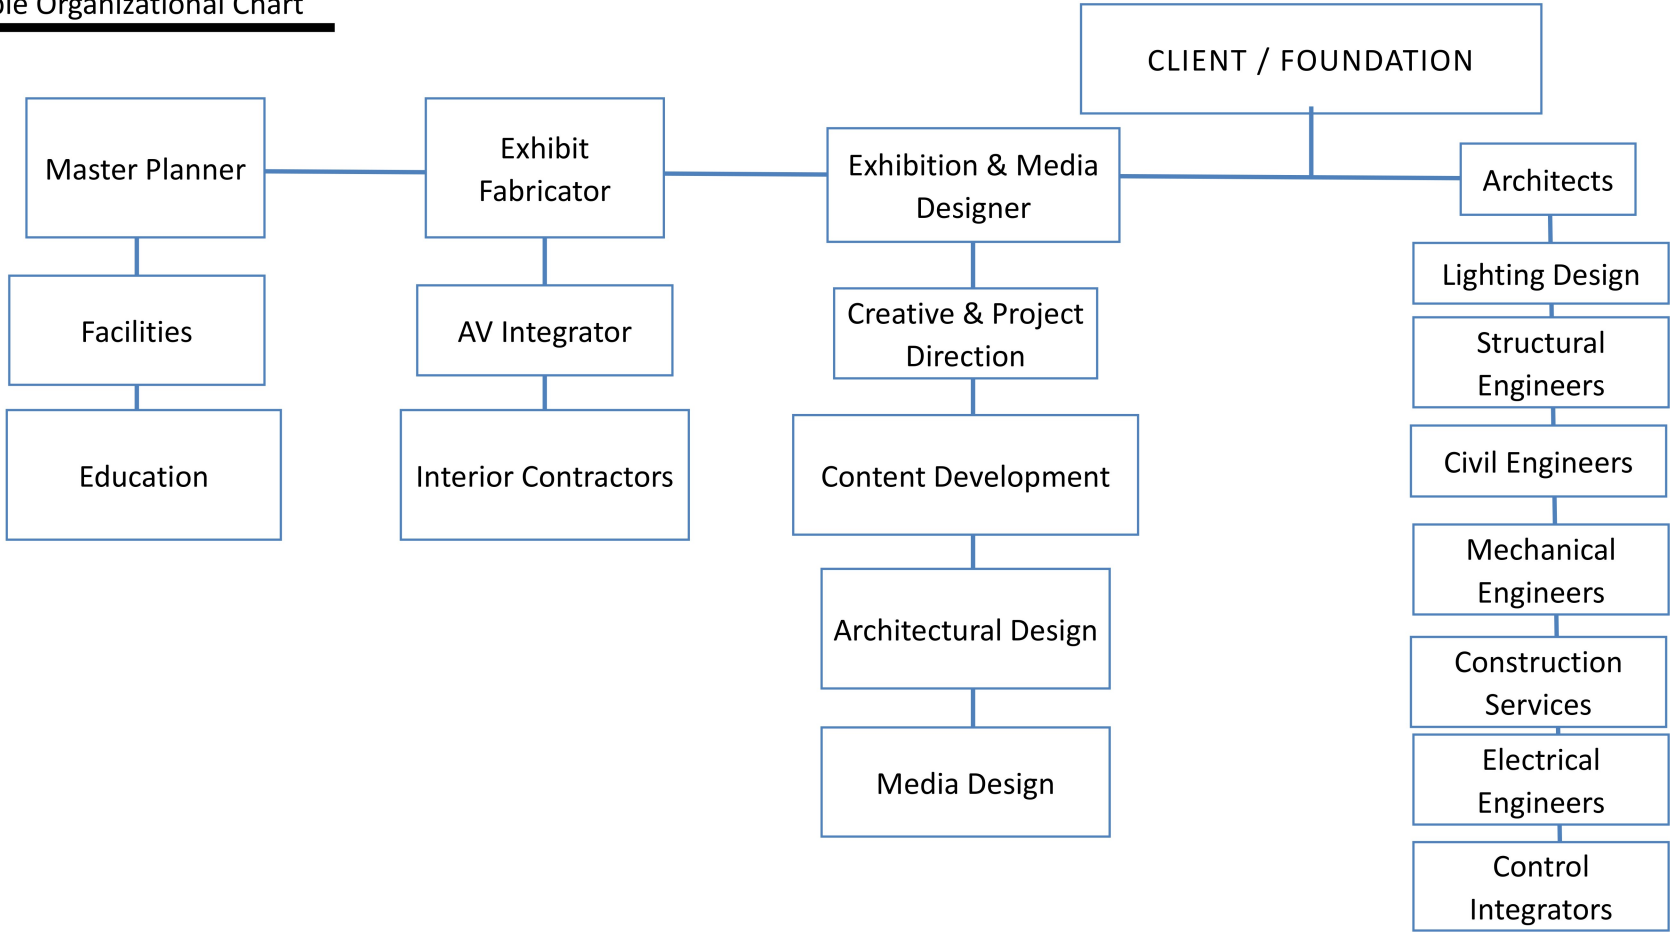 Organizational Chart
CLIENT / FOUNDATION
Master Planner
Facilities
Education
Exhibit
Fabricator
AV Integrator
Interior Contractors
Exhibition & Media
Designer
Creative & Project
Direction
Content Development
Architectural Design
Media Design
Architects
Lighting Design
Structural
Engineers
Civil Engineers
Mechanical
Engineers
Construction
Services
Electrical
Engineers
Control
Integrators